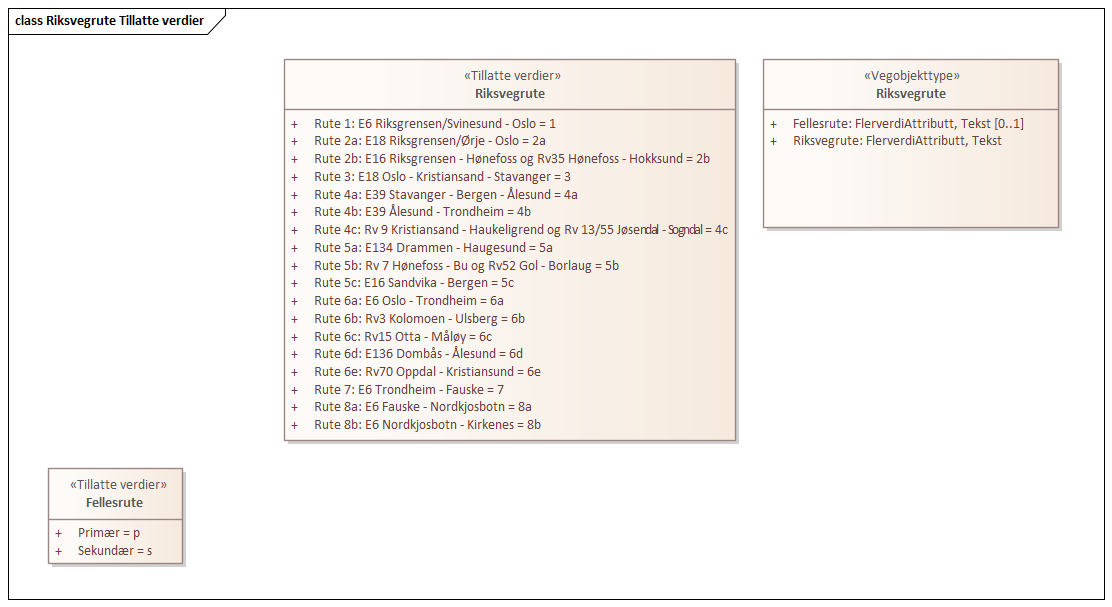 class Riksvegrute Tillatte verdier
«Tillatte verdier»
Riksvegrute
+ Rute 1: E6 Riksgrensen/Svinesund - Oslo = 1
+ Rute 2a: E18 Riksgrensen/Ørje - Oslo = 2a
+ Rute 2b: E16 Riksgrensen - Hønefoss og Rv35 Hønefoss - Hokksund = 2b
+ Rute 3: E18 Oslo - Kristiansand - Stavanger = 3
+ Rute 4a: E39 Stavanger - Bergen - Ålesund = 4a
+ Rute 4b: E39 Ålesund - Trondheim = 4b
+ Rute 4c: Rv 9 Kristiansand - Haukeligrend og Rv 13/55 Jøsendal - Sogndal = 4c
+ Rute 5a: E134 Drammen - Haugesund = 5a
+ Rute 5b: Rv 7 Hønefoss - Bu og Rv52 Gol - Borlaug = 5b
+ Rute 5c: E16 Sandvika - Bergen = 5c
+ Rute 6a: E6 Oslo - Trondheim = 6a
+ Rute 6b: Rv3 Kolomoen - Ulsberg = 6b
+ Rute 6c: Rv15 Otta - Måløy = 6c
+ Rute 6d: E136 Dombås - Ålesund = 6d
+ Rute 6e: Rv70 Oppdal - Kristiansund = 6e
+ Rute 7: E6 Trondheim - Fauske = 7
+ Rute 8a: E6 Fauske - Nordkjosbotn = 8a
+ Rute 8b: E6 Nordkjosbotn - Kirkenes = 8b
«Vegobjekttype»
Riksvegrute
+ Fellesrute: FlerverdiAttributt, Tekst [0..1]
+ Riksvegrute: FlerverdiAttributt, Tekst
«Tillatte verdier»
Fellesrute
+ Primær = p
+ Sekundær = s